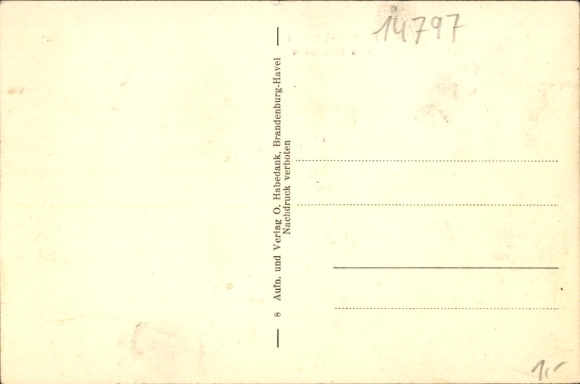 14797
8 Aufn. und Verlag O. Habedank, Brandenburg-Havel
Nachdruck verboten
1,-